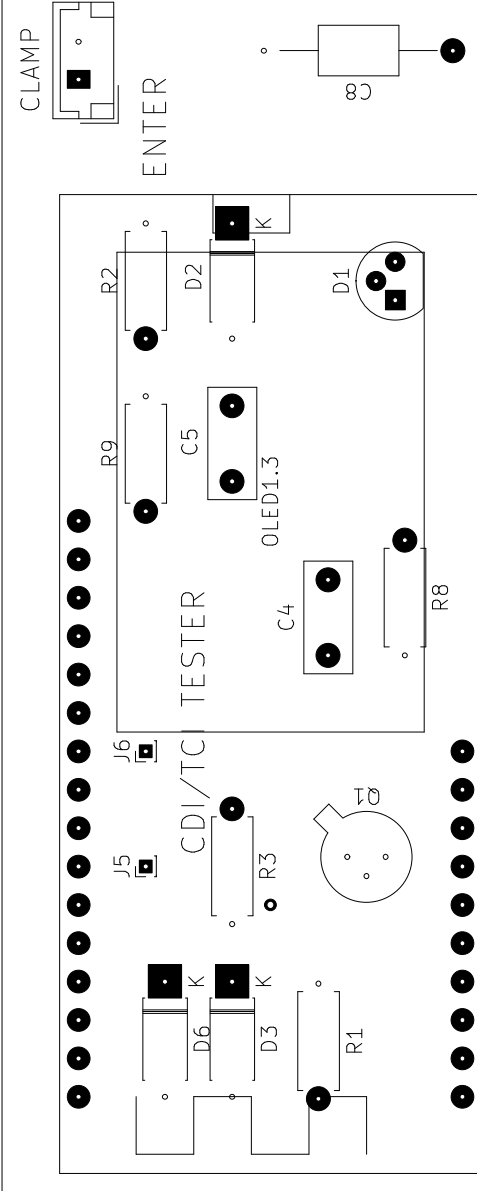 CLAMP
C8
ENTER
K
R2
D2
D1
R9
C5
OLED1.3
C4
R8
CDI/TCI TESTER
J6
Q1
J5
R3
K
K
D6
D3
R1